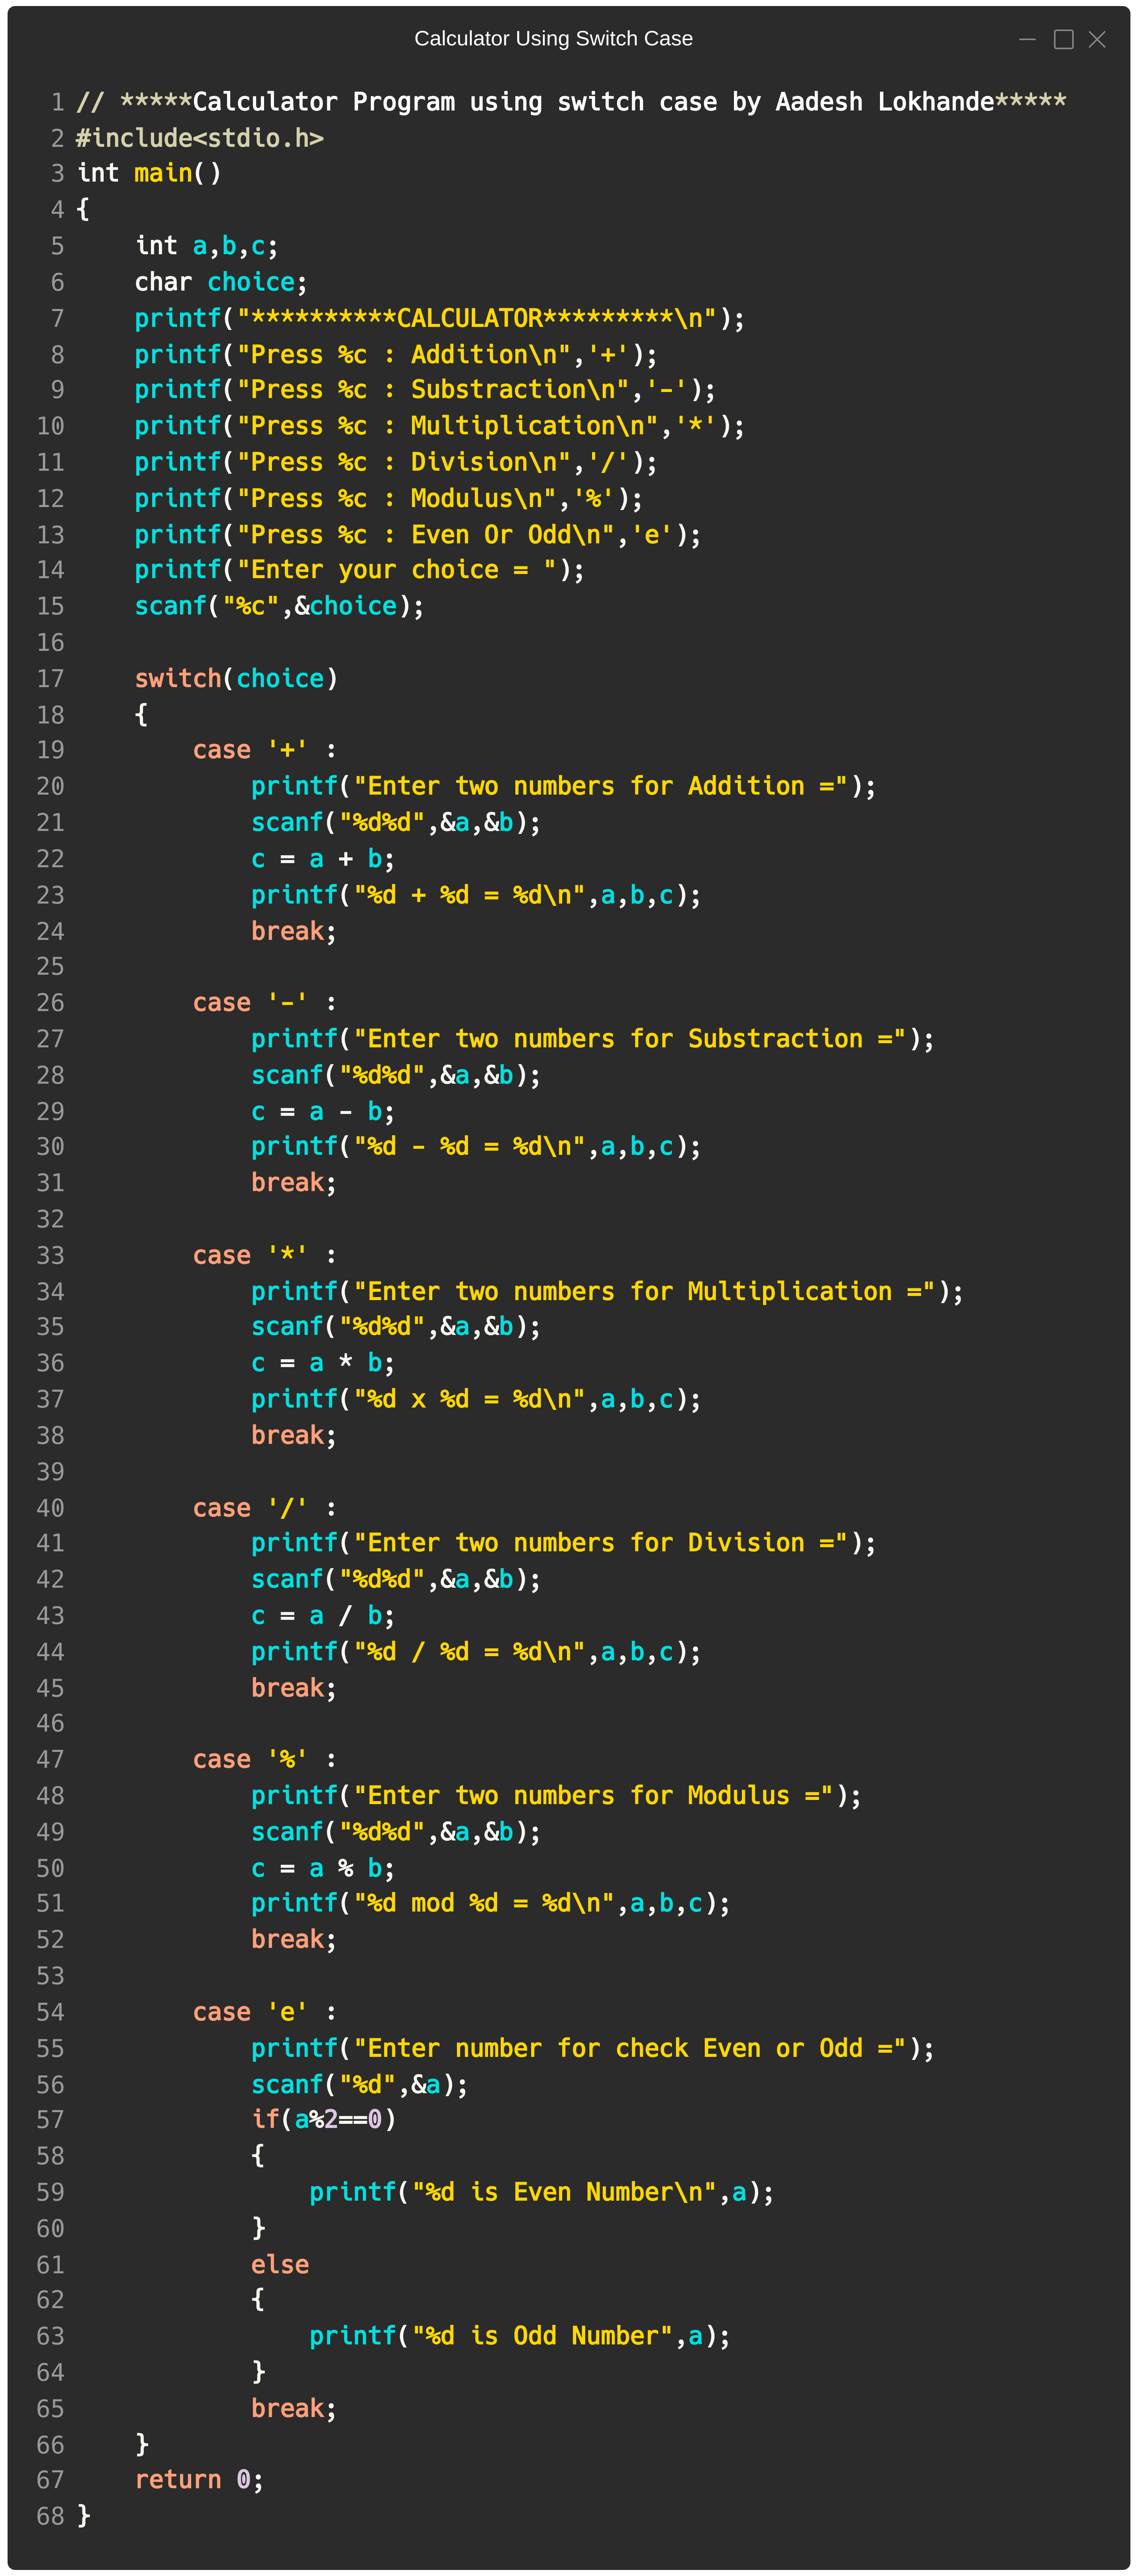 Calculator Using Switch Case
1 // *****Calculator Program using switch case by Aadesh Lokhande*****
2 #include<stdio.h>
3 int main()
4 {
5     int a,b,c;
6     char choice;
7     printf("**********CALCULATOR*********\n");
8     printf("Press %c : Addition\n",'+');
9     printf("Press %c : Substraction\n",'-');
10     printf("Press %c : Multiplication\n",'*');
11     printf("Press %c : Division\n",'/');
12     printf("Press %c : Modulus\n",'%');
13     printf("Press %c : Even Or Odd\n",'e');
14     printf("Enter your choice = ");
15     scanf("%c",&choice);
16
17     switch(choice)
18     {
19         case '+' :
20             printf("Enter two numbers for Addition =");
21             scanf("%d%d",&a,&b);
22             c = a + b;
23             printf("%d + %d = %d\n",a,b,c);
24             break;
25
26         case '-' :
27             printf("Enter two numbers for Substraction =");
28             scanf("%d%d",&a,&b);
29             c = a - b;
30             printf("%d - %d = %d\n",a,b,c);
31             break;
32
33         case '*' :
34             printf("Enter two numbers for Multiplication =");
35             scanf("%d%d",&a,&b);
36             c = a * b;
37             printf("%d x %d = %d\n",a,b,c);
38             break;
39
40         case '/' :
41             printf("Enter two numbers for Division =");
42             scanf("%d%d",&a,&b);
43             c = a / b;
44             printf("%d / %d = %d\n",a,b,c);
45             break;
46
47         case '%' :
48             printf("Enter two numbers for Modulus =");
49             scanf("%d%d",&a,&b);
50             c = a % b;
51             printf("%d mod %d = %d\n",a,b,c);
52             break;
53
54         case 'e' :
55             printf("Enter number for check Even or Odd =");
56             scanf("%d",&a);
57             if(a%2==0)
58             {
59                 printf("%d is Even Number\n",a);
60             }
61             else
62             {
63                 printf("%d is Odd Number",a);
64             }
65             break;
66     }
67     return 0;
68 }